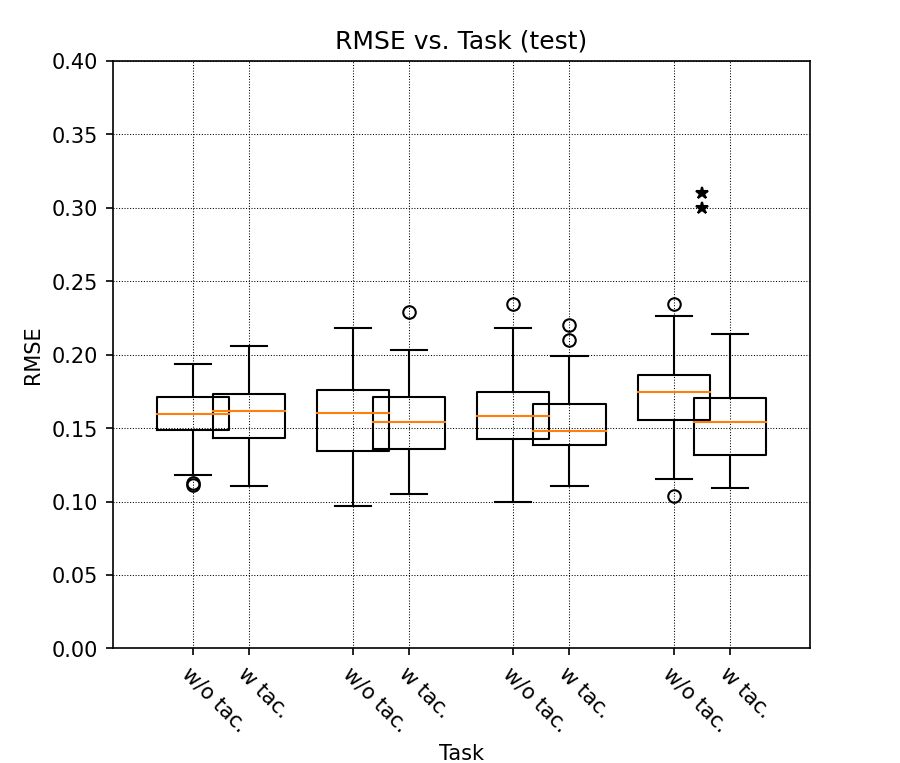 RMSE vs. Task (test)
0.40
0.35
0.30
0.25
0.20
0.15
0.10
0.05
0.00
RMSE
w/o tac.
w tac.
w/o tac.
w tac.
w/o tac.
w tac.
w/o tac.
w tac.
Task